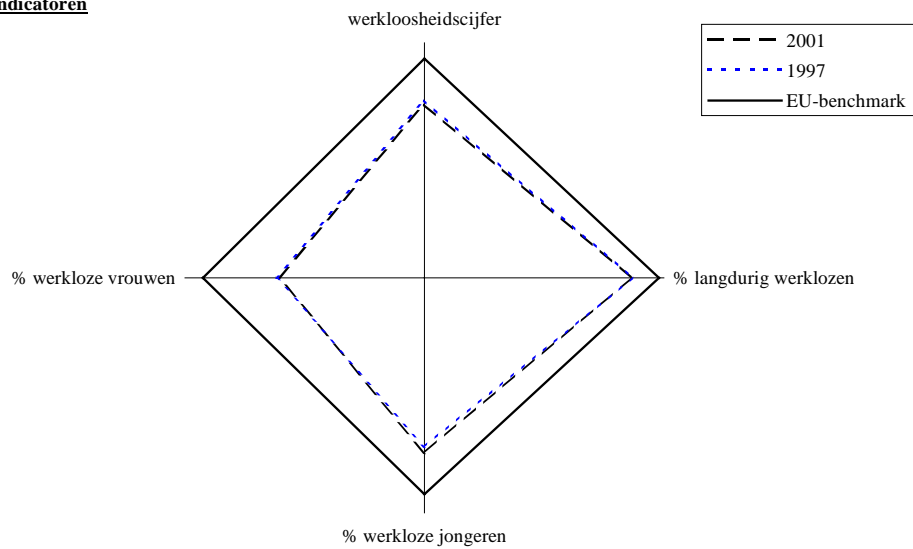 ndicatoren
werkloosheidscijfer
2001
1997
EU-benchmark
% werkloze vrouwen
% langdurig werklozen
% werkloze jongeren